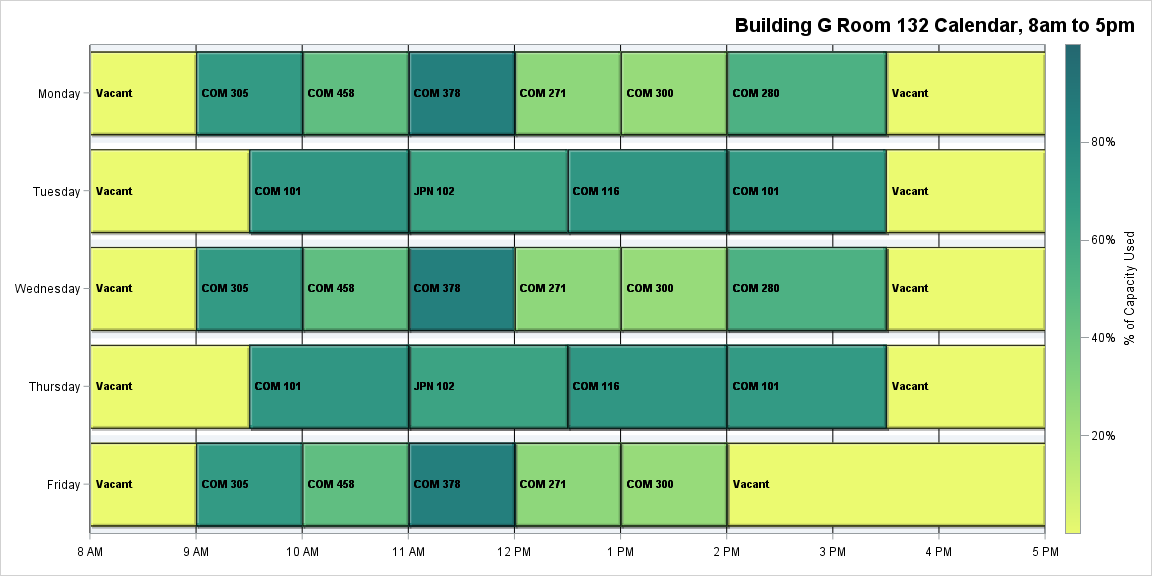 Building G Room 132 Calendar, 8am to 5pm
Monday Vacant COM 305 COM 458 COM 378 COM 271 COM 300 COM 280 Vacant
Tuesday Vacant COM 101 JPN 102 COM 116 COM 101 Vacant
Wednesday Vacant COM 305 COM 458 COM 378 COM 271 COM 300 COM 280 Vacant
Thursday Vacant COM 101 JPN 102 COM 116 COM 101 Vacant
Friday Vacant COM 305 COM 458 COM 378 COM 271 COM 300 Vacant
8 AM 9 AM 10 AM 11 AM 12 PM 1 PM 2 PM 3 PM 4 PM 5 PM
80%
60%
40%
20%
% of Capacity Used